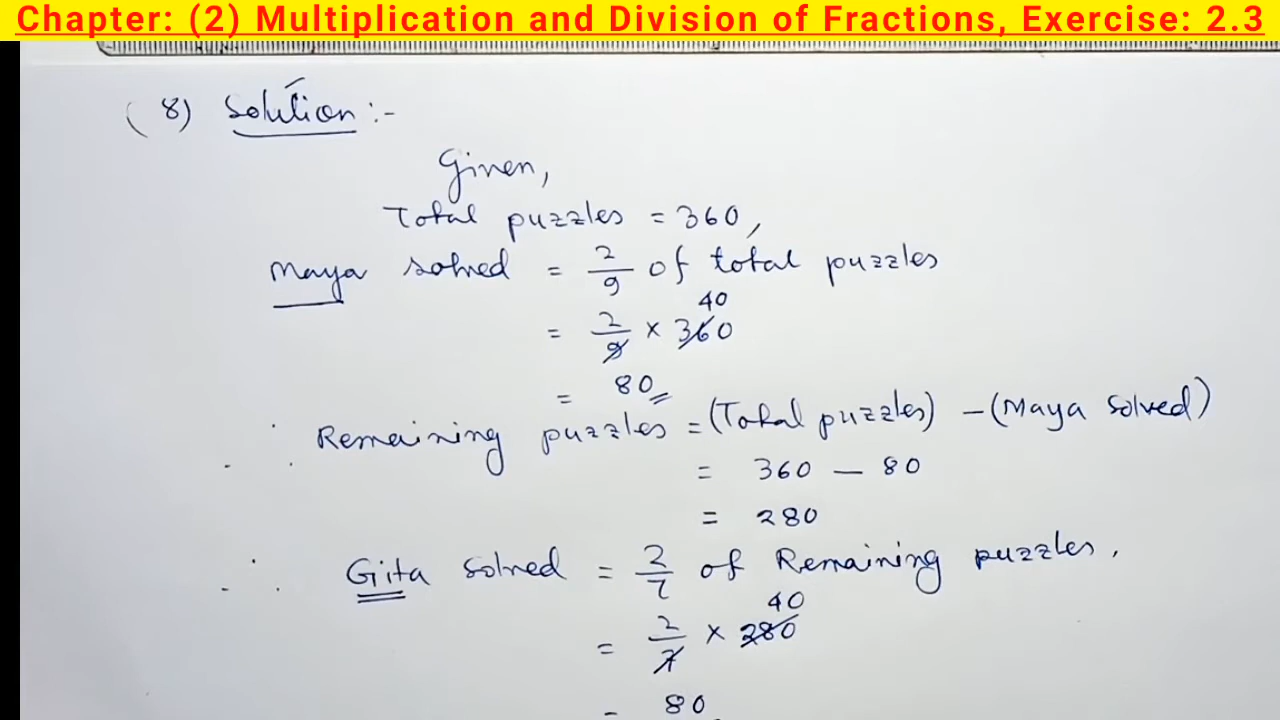 Chapter: (2) Multiplication and Division of Fractions, Exercise: 2.3
(8) Solution :-
Given,
Total puzzles = 360,
Maya solved = 2/9 of total puzzles
40
= 2/9 × 360
= 80
∴ Remaining puzzles = (Total puzzles) - (Maya solved)
= 360 - 80
= 280
∴ Gita solved = 2/7 of Remaining puzzles.
40
= 2/7 × 280
= 80